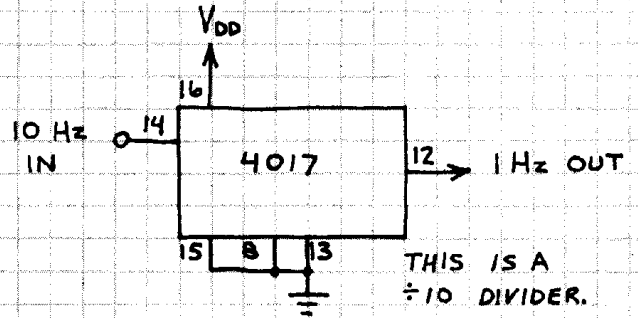 VDD
16
10 Hz 14
IN
4017
12
1 Hz OUT
15 8 13
THIS IS A
÷10 DIVIDER.